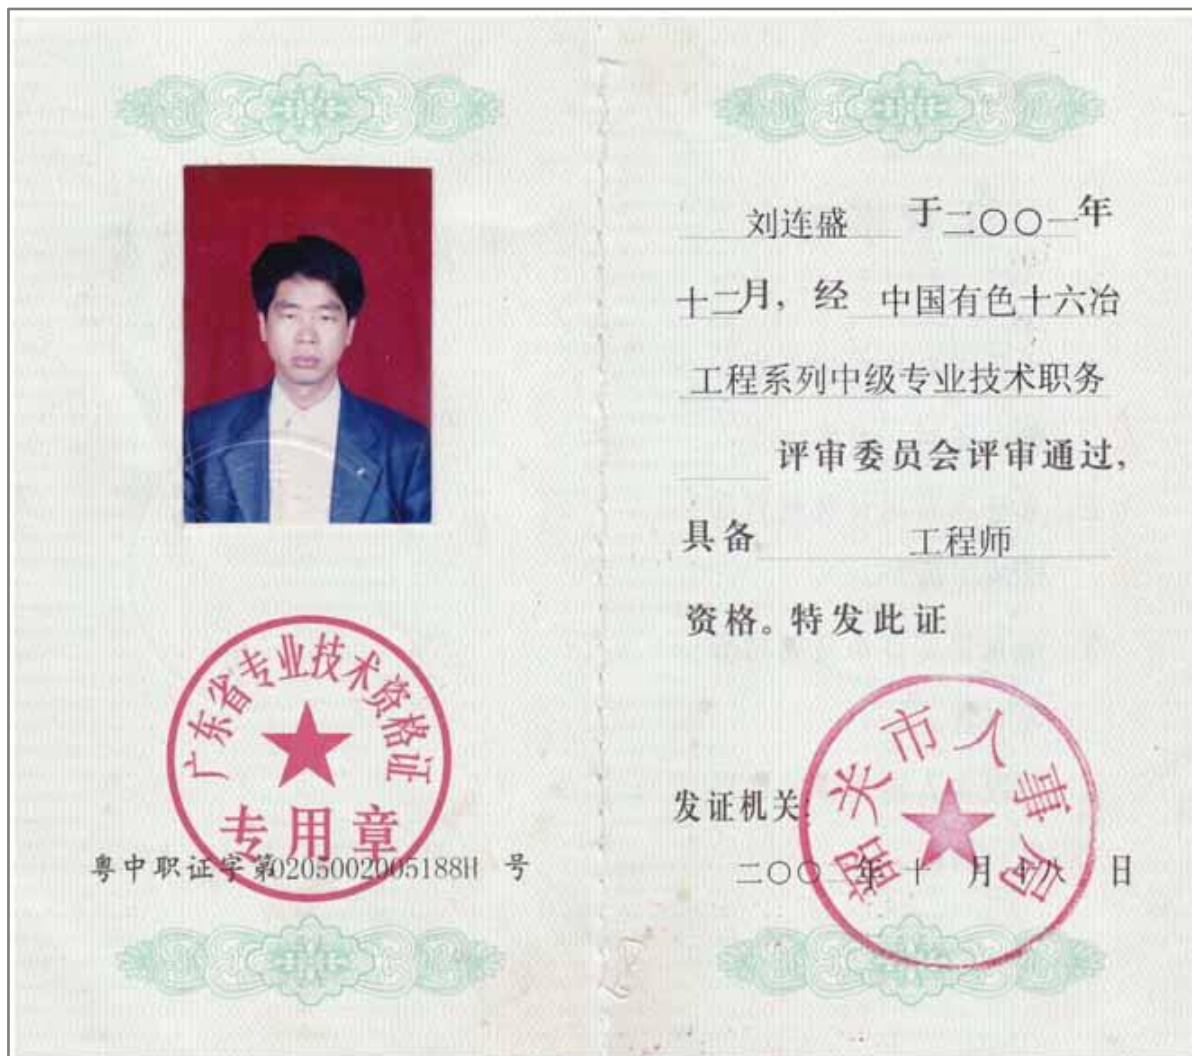 广东省专业技术资格证
专用章
粤中职证字第0205002005188H 号
刘连盛 于二〇〇一年
十二月，经 中国有色十六冶
工程系列中级专业技术职务
评审委员会评审通过，
具备 工程师
资格。特发此证
韶关市人事局
发证机关：
二〇〇 年十 月十八 日